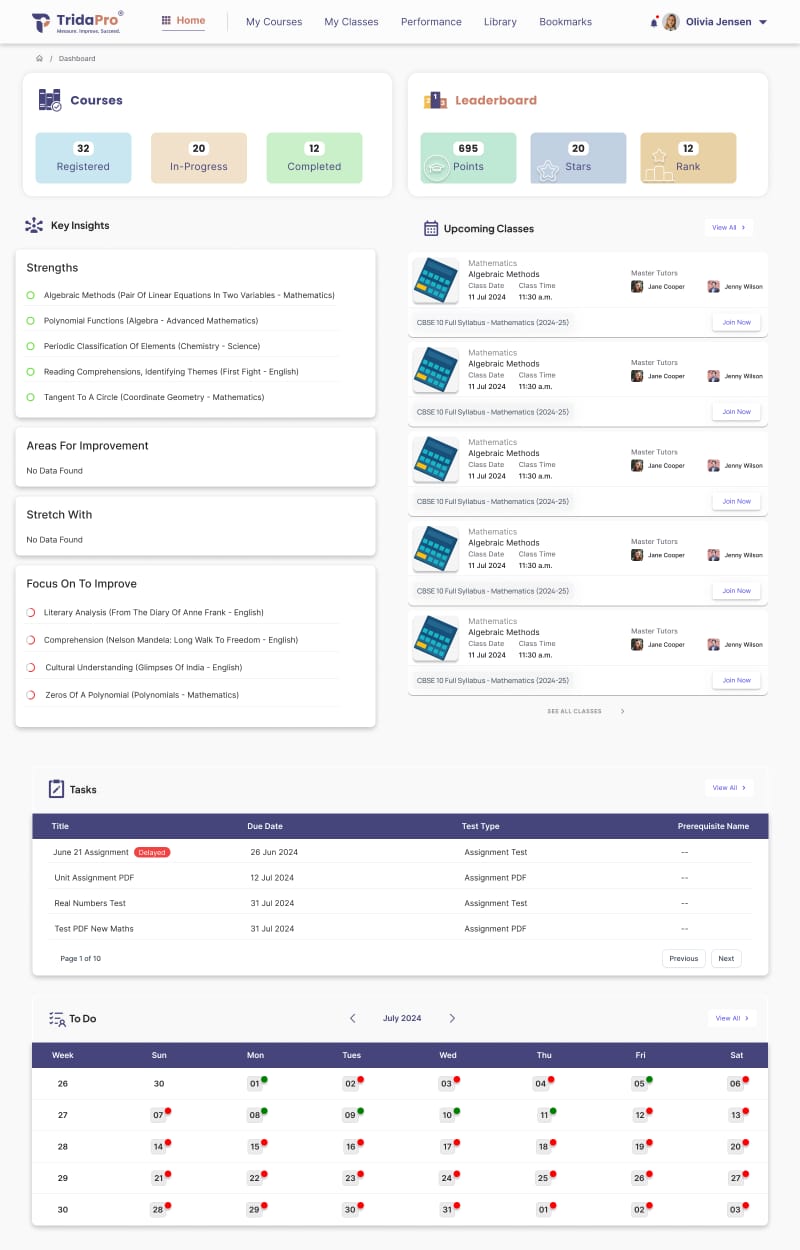 TridaPro®
Measure. Improve. Succeed.
Home
My Courses
My Classes
Performance
Library
Bookmarks
Olivia Jensen
/ Dashboard
Courses
32
Registered
20
In-Progress
12
Completed
1 2 3
Leaderboard
695
Points
20
Stars
12
Rank
Key Insights
Strengths
Algebraic Methods (Pair Of Linear Equations In Two Variables - Mathematics)
Polynomial Functions (Algebra - Advanced Mathematics)
Periodic Classification Of Elements (Chemistry - Science)
Reading Comprehensions, Identifying Themes (First Fight - English)
Tangent To A Circle (Coordinate Geometry - Mathematics)
Areas For Improvement
No Data Found
Stretch With
No Data Found
Focus On To Improve
Literary Analysis (From The Diary Of Anne Frank - English)
Comprehension (Nelson Mandela: Long Walk To Freedom - English)
Cultural Understanding (Glimpses Of India - English)
Zeros Of A Polynomial (Polynomials - Mathematics)
Upcoming Classes
View All >
Mathematics
Algebraic Methods
Class Date Class Time
11 Jul 2024 11:30 a.m.
Master Tutors
Jane Cooper Jenny Wilson
CBSE 10 Full Syllabus - Mathematics (2024-25)
Join Now
Mathematics
Algebraic Methods
Class Date Class Time
11 Jul 2024 11:30 a.m.
Master Tutors
Jane Cooper Jenny Wilson
CBSE 10 Full Syllabus - Mathematics (2024-25)
Join Now
Mathematics
Algebraic Methods
Class Date Class Time
11 Jul 2024 11:30 a.m.
Master Tutors
Jane Cooper Jenny Wilson
CBSE 10 Full Syllabus - Mathematics (2024-25)
Join Now
Mathematics
Algebraic Methods
Class Date Class Time
11 Jul 2024 11:30 a.m.
Master Tutors
Jane Cooper Jenny Wilson
CBSE 10 Full Syllabus - Mathematics (2024-25)
Join Now
Mathematics
Algebraic Methods
Class Date Class Time
11 Jul 2024 11:30 a.m.
Master Tutors
Jane Cooper Jenny Wilson
CBSE 10 Full Syllabus - Mathematics (2024-25)
Join Now
SEE ALL CLASSES >
Tasks
View All >
Title Due Date Test Type Prerequisite Name
June 21 Assignment Delayed 26 Jun 2024 Assignment Test --
Unit Assignment PDF 12 Jul 2024 Assignment PDF --
Real Numbers Test 31 Jul 2024 Assignment Test --
Test PDF New Maths 31 Jul 2024 Assignment PDF --
Page 1 of 10
Previous
Next
To Do
< July 2024 >
View All >
Week Sun Mon Tues Wed Thu Fri Sat
26 30 01 02 03 04 05 06
27 07 08 09 10 11 12 13
28 14 15 16 17 18 19 20
29 21 22 23 24 25 26 27
30 28 29 30 31 01 02 03